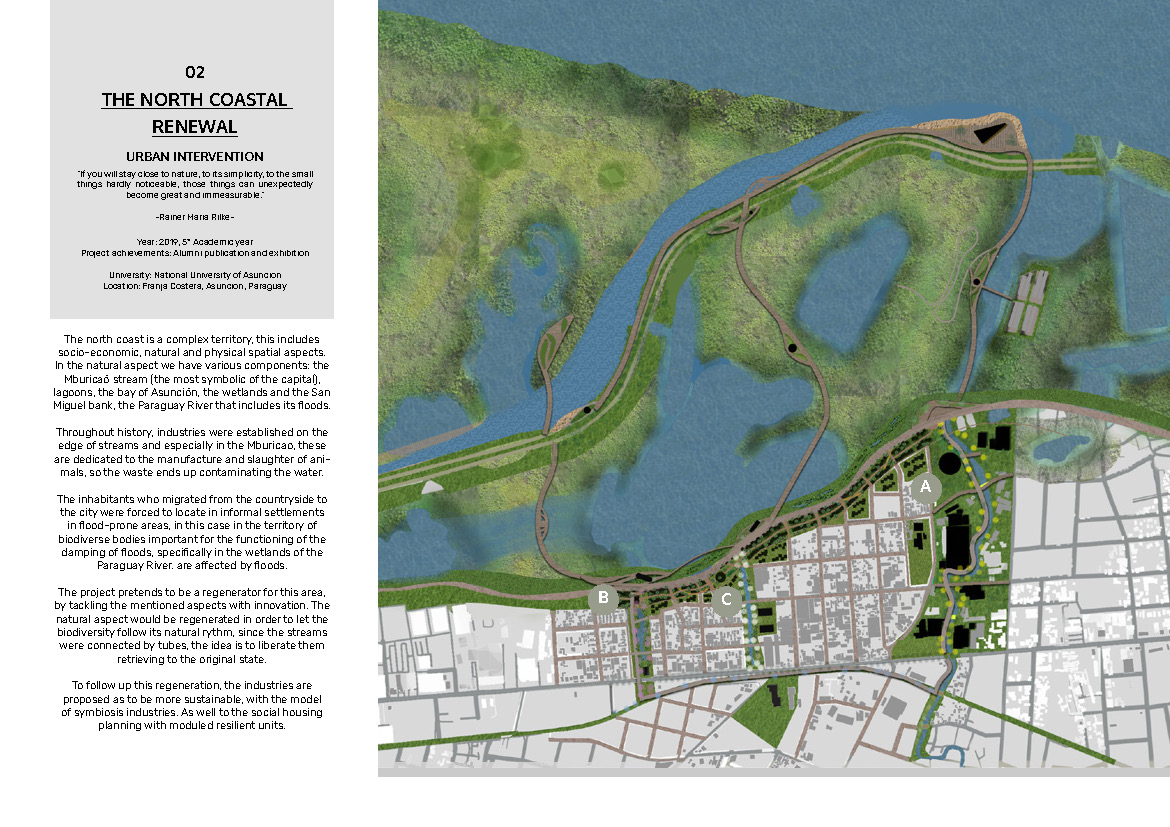 02
THE NORTH COASTAL
RENEWAL
URBAN INTERVENTION
"If you will stay close to nature, to its simplicity, to the small
things hardly noticeable, those things can unexpectedly
become great and immeasurable."
-Rainer Maria Rilke-
Year: 2019, 5° Academic year
Project achievements: Alumni publication and exhibition
University: National University of Asuncion
Location: Franja Costera, Asuncion, Paraguay
The north coast is a complex territory, this includes
socio-economic, natural and physical spatial aspects.
In the natural aspect we have various components: the
Mburicaó stream (the most symbolic of the capital),
lagoons, the bay of Asunción, the wetlands and the San
Miguel bank, the Paraguay River that includes its floods.
Throughout history, industries were established on the
edge of streams and especially in the Mburicao, these
are dedicated to the manufacture and slaughter of ani-
mals, so the waste ends up contaminating the water.
The inhabitants who migrated from the countryside to
the city were forced to locate in informal settlements
in flood-prone areas, in this case in the territory of
biodiverse bodies important for the functioning of the
damping of floods, specifically in the wetlands of the
Paraguay River. are affected by floods.
The project pretends to be a regenerator for this area,
by tackling the mentioned aspects with innovation. The
natural aspect would be regenerated in order to let the
biodiversity follow its natural rythm, since the streams
were connected by tubes, the idea is to liberate them
retrieving to the original state.
To follow up this regeneration, the industries are
proposed as to be more sustainable, with the model
of symbiosis industries. As well to the social housing
planning with moduled resilient units.
A
B
C